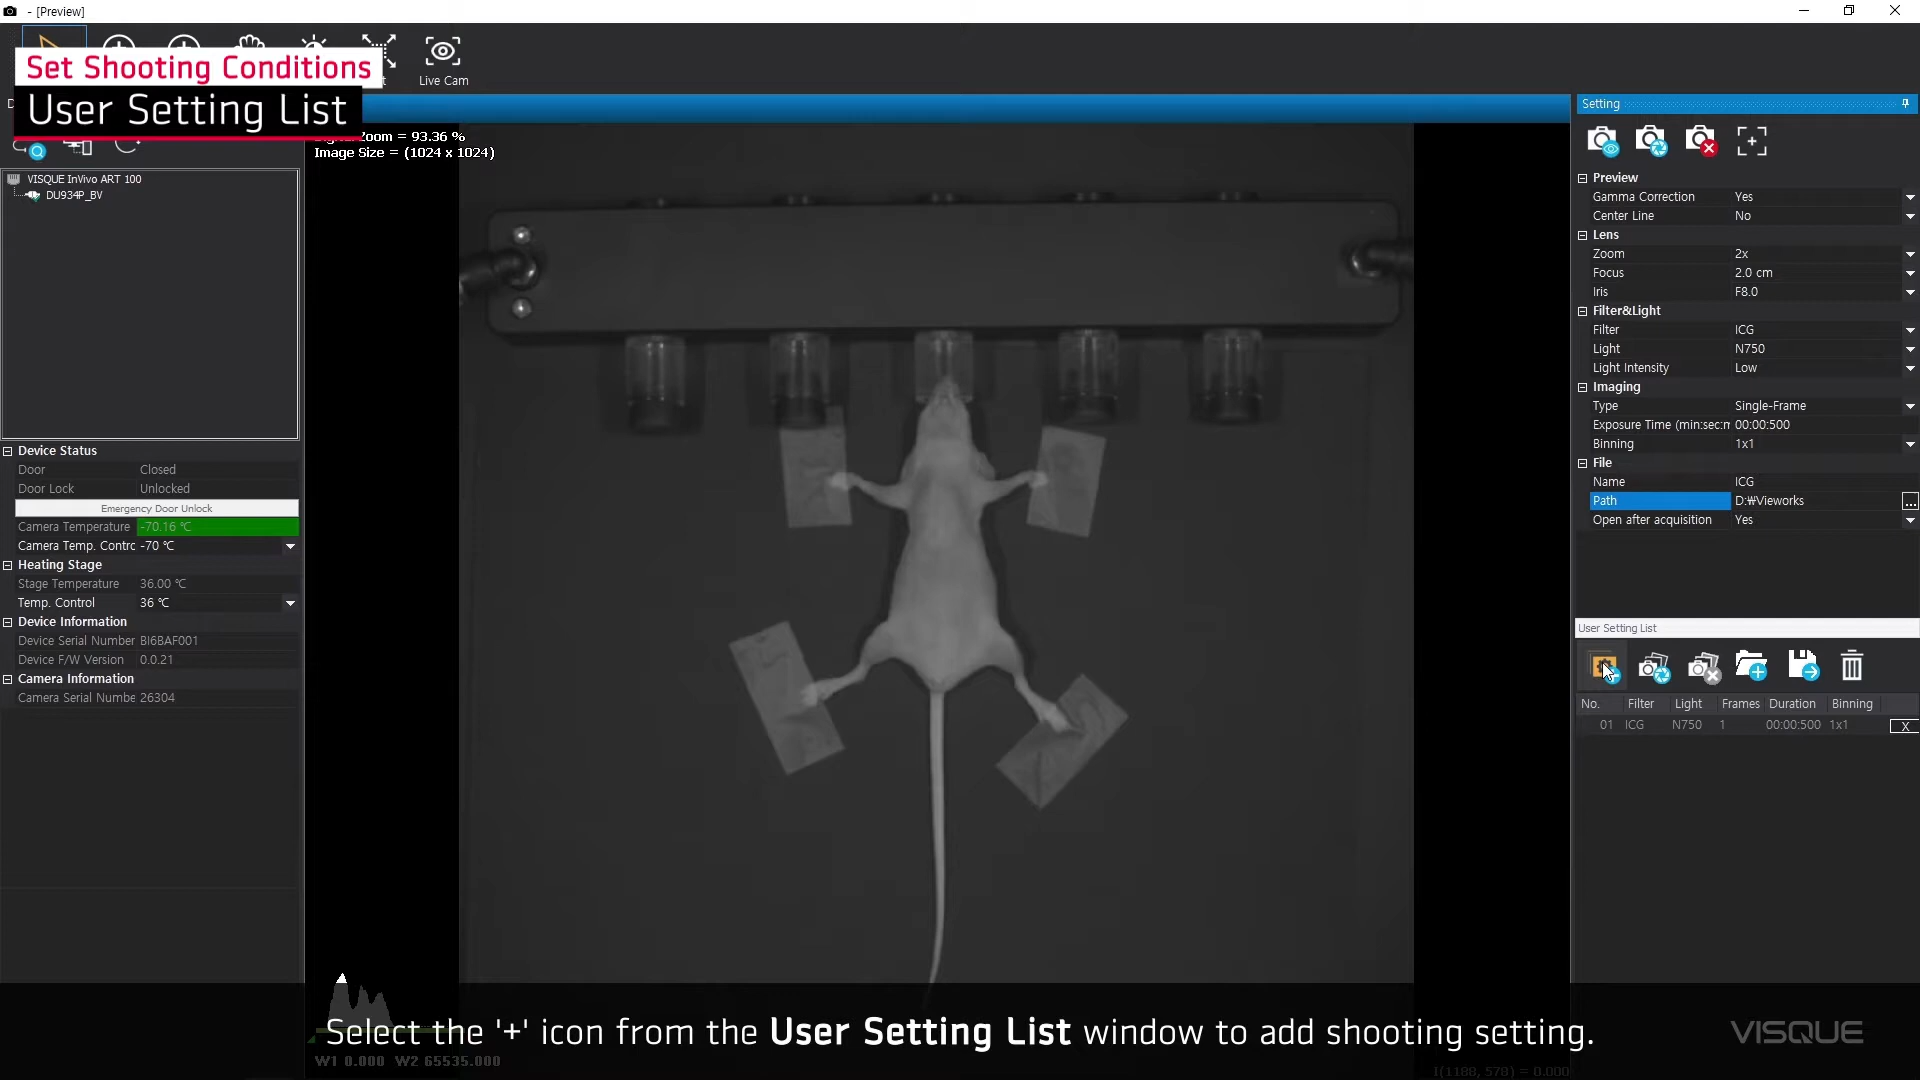 - [Preview]
Live Cam
Set Shooting Conditions
User Setting List
Zoom = 93.36 %
Image Size = (1024 x 1024)
VISQUE InVivo ART 100
DU934P_BV
Device Status
Door Closed
Door Lock Unlocked
Emergency Door Unlock
Camera Temperature -70.16 ℃
Camera Temp. Contrc -70 ℃
Heating Stage
Stage Temperature 36.00 ℃
Temp. Control 36 ℃
Device Information
Device Serial Number BI6BAF001
Device F/W Version 0.0.21
Camera Information
Camera Serial Numbe 26304
Setting
Preview
Gamma Correction Yes
Center Line No
Lens
Zoom 2x
Focus 2.0 cm
Iris F8.0
Filter&Light
Filter ICG
Light N750
Light Intensity Low
Imaging
Type Single-Frame
Exposure Time (min:sec:m 00:00:500
Binning 1x1
File
Name ICG
Path D:₩Vieworks ...
Open after acquisition Yes
User Setting List
No. Filter Light Frames Duration Binning
01 ICG N750 1 00:00:500 1x1 X
Select the '+' icon from the User Setting List window to add shooting setting.
VISQUE
W1 0.000 W2 65535.000
I(1188, 578) = 0.000